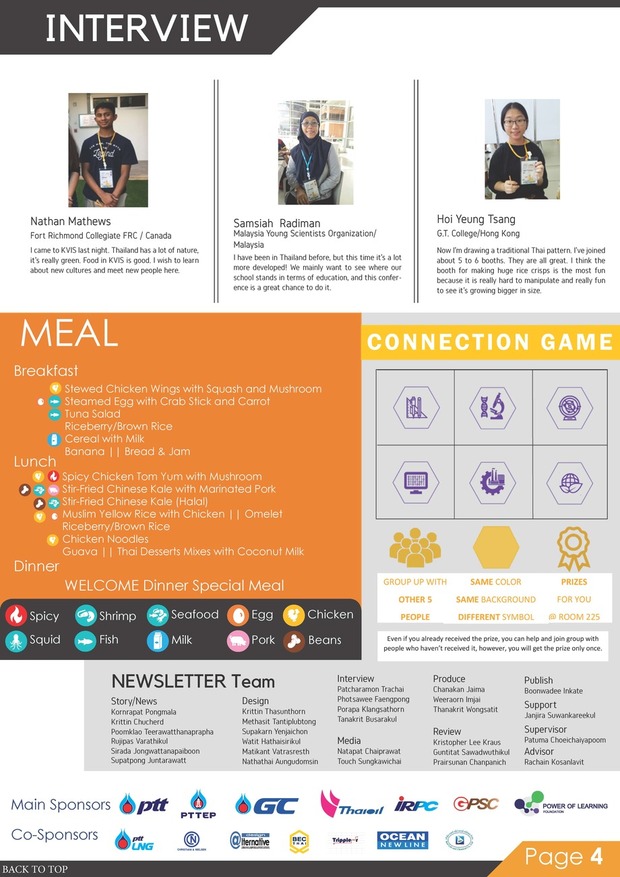 INTERVIEW
Nathan Mathews
Fort Richmond Collegiate FRC / Canada
I came to KVIS last night. Thailand has a lot of nature,
it's really green. Food in KVIS is good. I wish to learn
about new cultures and meet new people here.
Samsiah Radiman
Malaysia Young Scientists Organization/
Malaysia
I have been in Thailand before, but this time it's a lot
more developed! We mainly want to see where our
school stands in terms of education, and this confer-
ence is a great chance to do it.
Hoi Yeung Tsang
G.T. College/Hong Kong
Now I'm drawing a traditional Thai pattern. I've joined
about 5 to 6 booths. They are all great. I think the
booth for making huge rice crisps is the most fun
because it is really hard to manipulate and really fun
to see it's growing bigger in size.
MEAL
Breakfast
Stewed Chicken Wings with Squash and Mushroom
Steamed Egg with Crab Stick and Carrot
Tuna Salad
Riceberry/Brown Rice
Cereal with Milk
Banana || Bread & Jam
Lunch
Spicy Chicken Tom Yum with Mushroom
Stir-Fried Chinese Kale with Marinated Pork
Stir-Fried Chinese Kale (Halal)
Muslim Yellow Rice with Chicken || Omelet
Riceberry/Brown Rice
Chicken Noodles
Guava || Thai Desserts Mixes with Coconut Milk
Dinner
WELCOME Dinner Special Meal
Spicy
Shrimp
Seafood
Egg
Chicken
Squid
Fish
Milk
Pork
Beans
CONNECTION GAME
GROUP UP WITH
OTHER 5
PEOPLE
SAME COLOR
SAME BACKGROUND
DIFFERENT SYMBOL
PRIZES
FOR YOU
@ ROOM 225
Even if you already received the prize, you can help and join group with
people who haven't received it, however, you will get the prize only once.
NEWSLETTER Team
Story/News
Kornrapat Pongmala
Krittin Chucherd
Poomklao Teerawatthanaprapha
Rujipas Varathikul
Sirada Jongwattanapaiboon
Supatpong Juntarawatt
Design
Krittin Thasunthorn
Methasit Tantiplubtong
Supakarn Yenjaichon
Watit Hathaisirikul
Matikant Vatrasresth
Nathathai Aungudomsin
Interview
Patcharamon Trachai
Photsawee Faengpong
Porapa Klangsathorn
Tanakrit Busarakul
Media
Natapat Chaiprawat
Touch Sungkawichai
Produce
Chanakan Jaima
Weeraorn Imjai
Thanakrit Wongsatit
Review
Kristopher Lee Kraus
Guntitat Sawadwuthikul
Prairsunan Chanpanich
Publish
Boonwadee Inkate
Support
Janjira Suwankareekul
Supervisor
Patuma Choeichaiyapoom
Advisor
Rachain Kosanlavit
Main Sponsors
ptt
PTTEP
GC
Thaioil
IRPC
GPSC
POWER OF LEARNING
FOUNDATION
Co-Sponsors
ptt
LNG
@lternative
BEC
THAI
OCEAN
NEW LINE
BACK TO TOP
Page 4